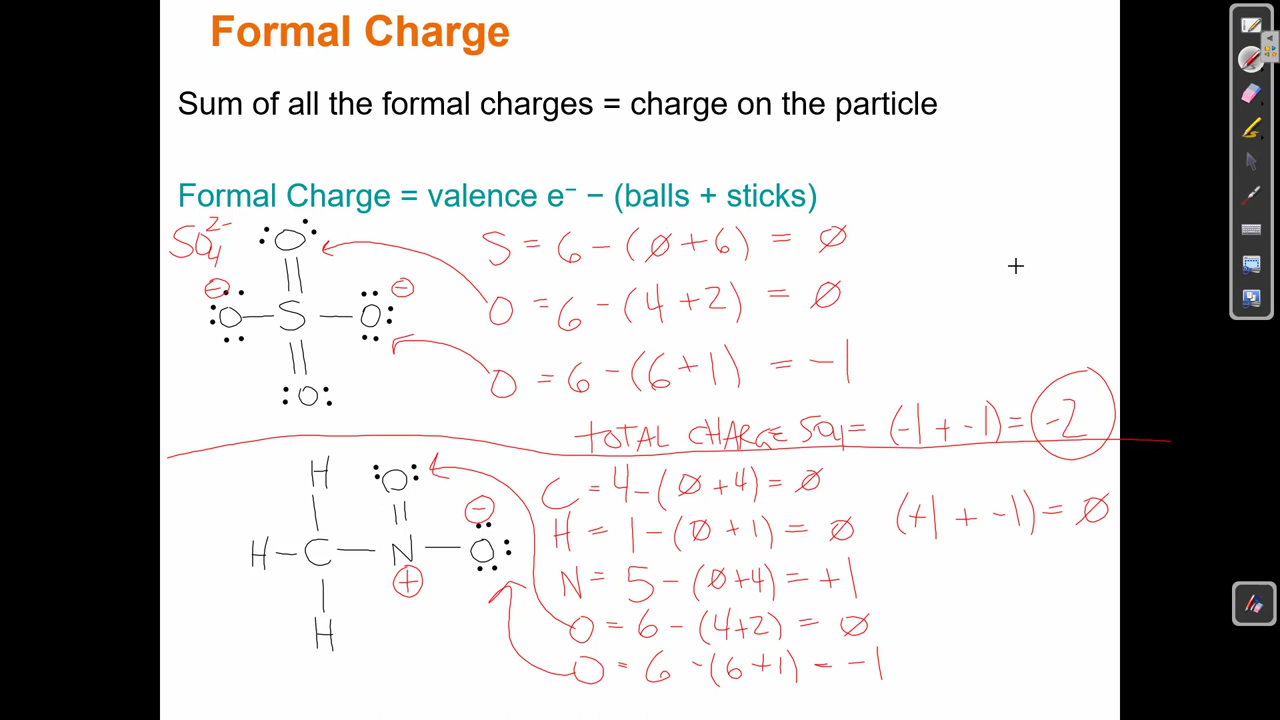 Formal Charge
Sum of all the formal charges = charge on the particle
Formal Charge = valence e⁻ − (balls + sticks)
SO₄²⁻
S = 6 − (∅ + 6) = ∅
O = 6 − (4 + 2) = ∅
O = 6 − (6 + 1) = −1
TOTAL CHARGE SO₄ = (−1 + −1) = −2
O
⊖ ⊖
O S O
O
H O
⊖
H C N O
⊕
H
C = 4 − (∅ + 4) = ∅
H = 1 − (∅ + 1) = ∅
(+1 + −1) = ∅
N = 5 − (∅ + 4) = +1
O = 6 − (4 + 2) = ∅
O = 6 − (6 + 1) = −1